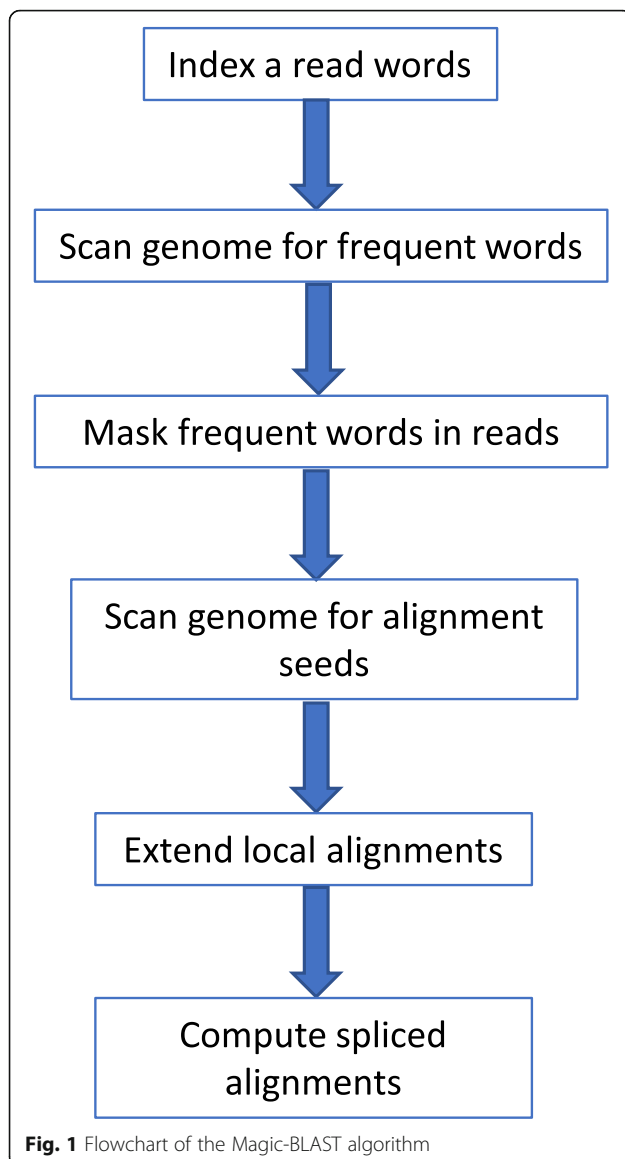 Index a read words
Scan genome for frequent words
Mask frequent words in reads
Scan genome for alignment
seeds
Extend local alignments
Compute spliced
alignments
Fig. 1 Flowchart of the Magic-BLAST algorithm